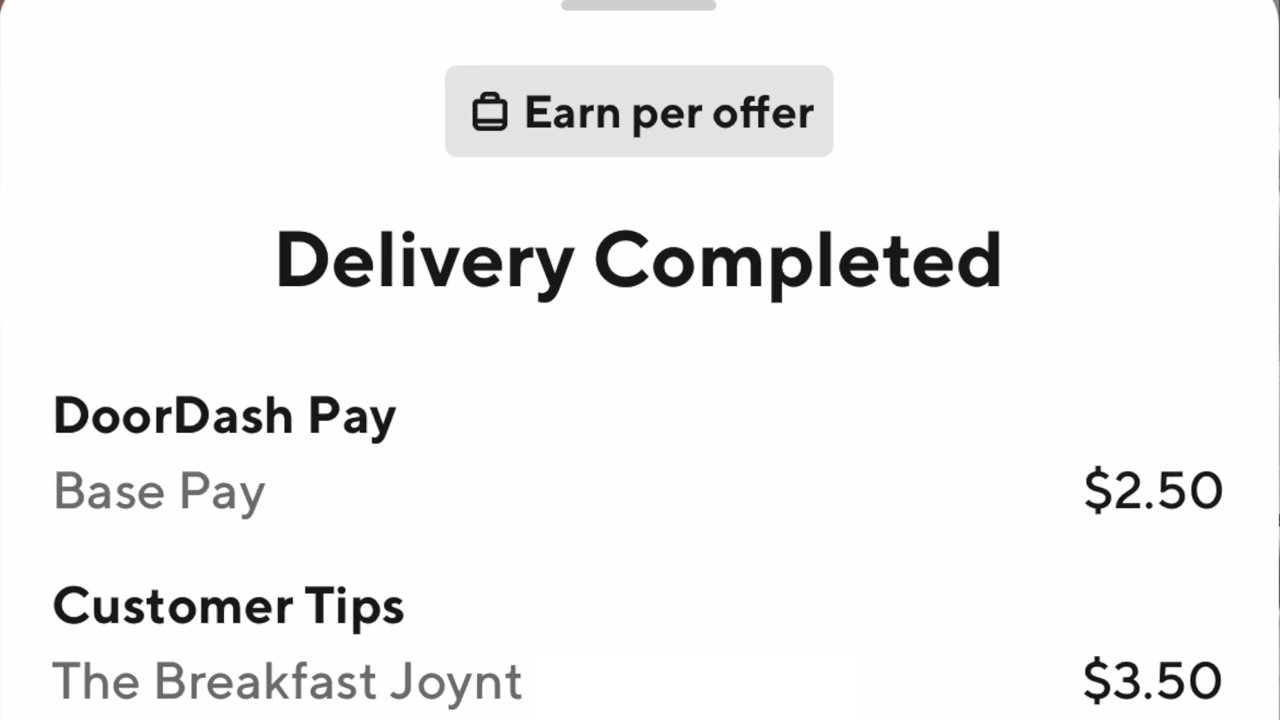 Earn per offer
Delivery Completed
DoorDash Pay
Base Pay $2.50
Customer Tips
The Breakfast Joynt $3.50